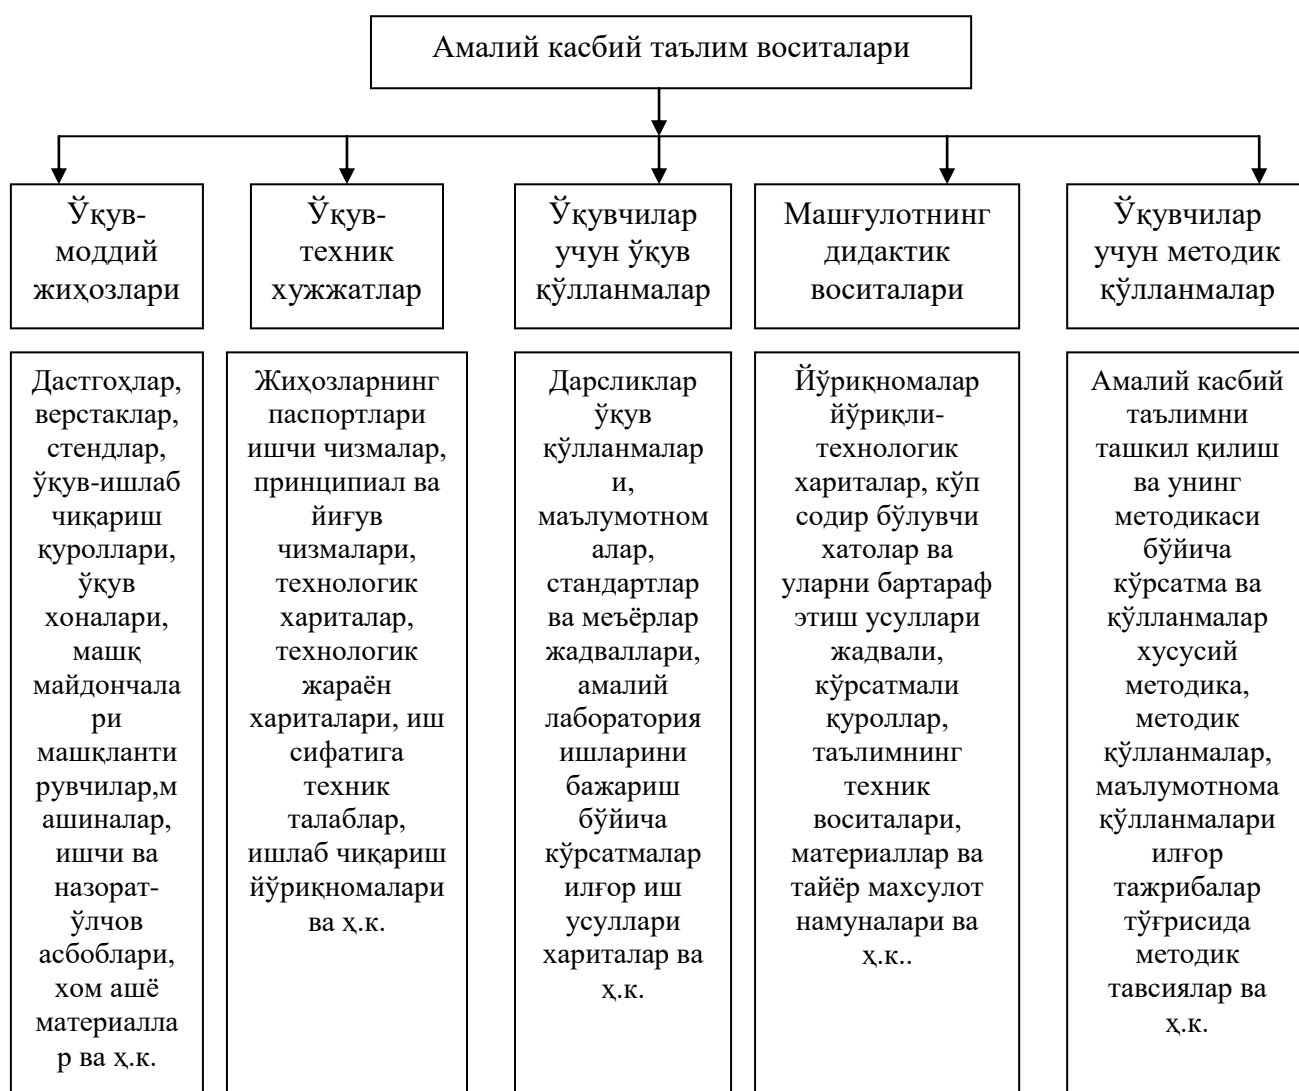 Амалий касбий таълим воситалари
Ўқув-
моддий
жиҳозлари
Ўқув-
техник
хужжатлар
Ўқувчилар
учун ўқув
қўлланмалар
Машғулотнинг
дидактик
воситалари
Ўқувчилар
учун методик
қўлланмалар
Дастгоҳлар,
верстаклар,
стендлар,
ўқув-ишлаб
чиқариш
қуроллари,
ўқув
хоналари,
машқ
майдончала
ри
машқланти
рувчилар,м
ашиналар,
ишчи ва
назорат-
ўлчов
асбоблари,
хом ашё
материалла
р ва ҳ.к.
Жиҳозларнинг
паспортлари
ишчи чизмалар,
принципиал ва
йиғув
чизмалари,
технологик
хариталар,
технологик
жараён
хариталари, иш
сифатига
техник
талаблар,
ишлаб чиқариш
йўриқномалари
ва ҳ.к.
Дарсликлар
ўқув
қўлланмалар
и,
маълумотном
алар,
стандартлар
ва меъёрлар
жадваллари,
амалий
лаборатория
ишларини
бажариш
бўйича
кўрсатмалар
илғор иш
усуллари
хариталар ва
ҳ.к.
Йўриқномалар
йўриқли-
технологик
хариталар, кўп
содир бўлувчи
хатолар ва
уларни бартараф
этиш усуллари
жадвали,
кўрсатмали
қуроллар,
таълимнинг
техник
воситалари,
материаллар ва
тайёр махсулот
намуналари ва
ҳ.к..
Амалий касбий
таълимни
ташкил қилиш
ва унинг
методикаси
бўйича
кўрсатма ва
қўлланмалар
хусусий
методика,
методик
қўлланмалар,
маълумотнома
қўлланмалари
илғор
тажрибалар
тўғрисида
методик
тавсиялар ва
ҳ.к.